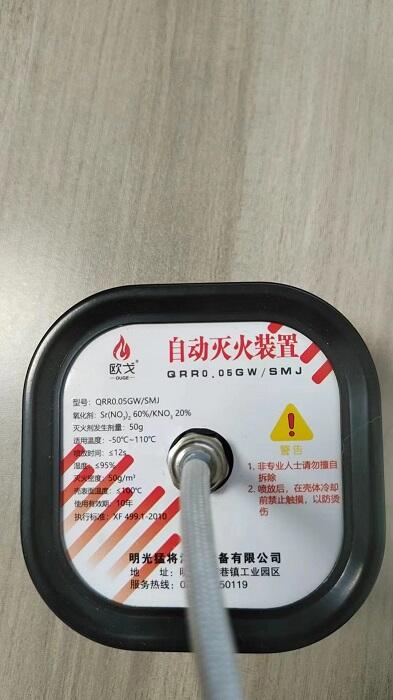 欧戈®
OUGE
自动灭火装置
QRR0.05GW/SMJ
型号: QRR0.05GW/SMJ
氧化剂: Sr(NO3)2 60%/KNO3 20%
灭火剂发生剂量: 50g
适用温度: -50℃~110℃
喷放时间: ≤12s
湿度: ≤95%
灭火密度: 50g/m³
壳表面温度: ≤100℃
使用有效期: 10年
执行标准: XF 499.1-2010
警告
1. 非专业人士请勿擅自
拆除
2. 喷放后，在壳体冷却
前禁止触摸，以防烫
伤
明光猛将 备有限公司
地 址: 巷镇工业园区
服务热线: 50119